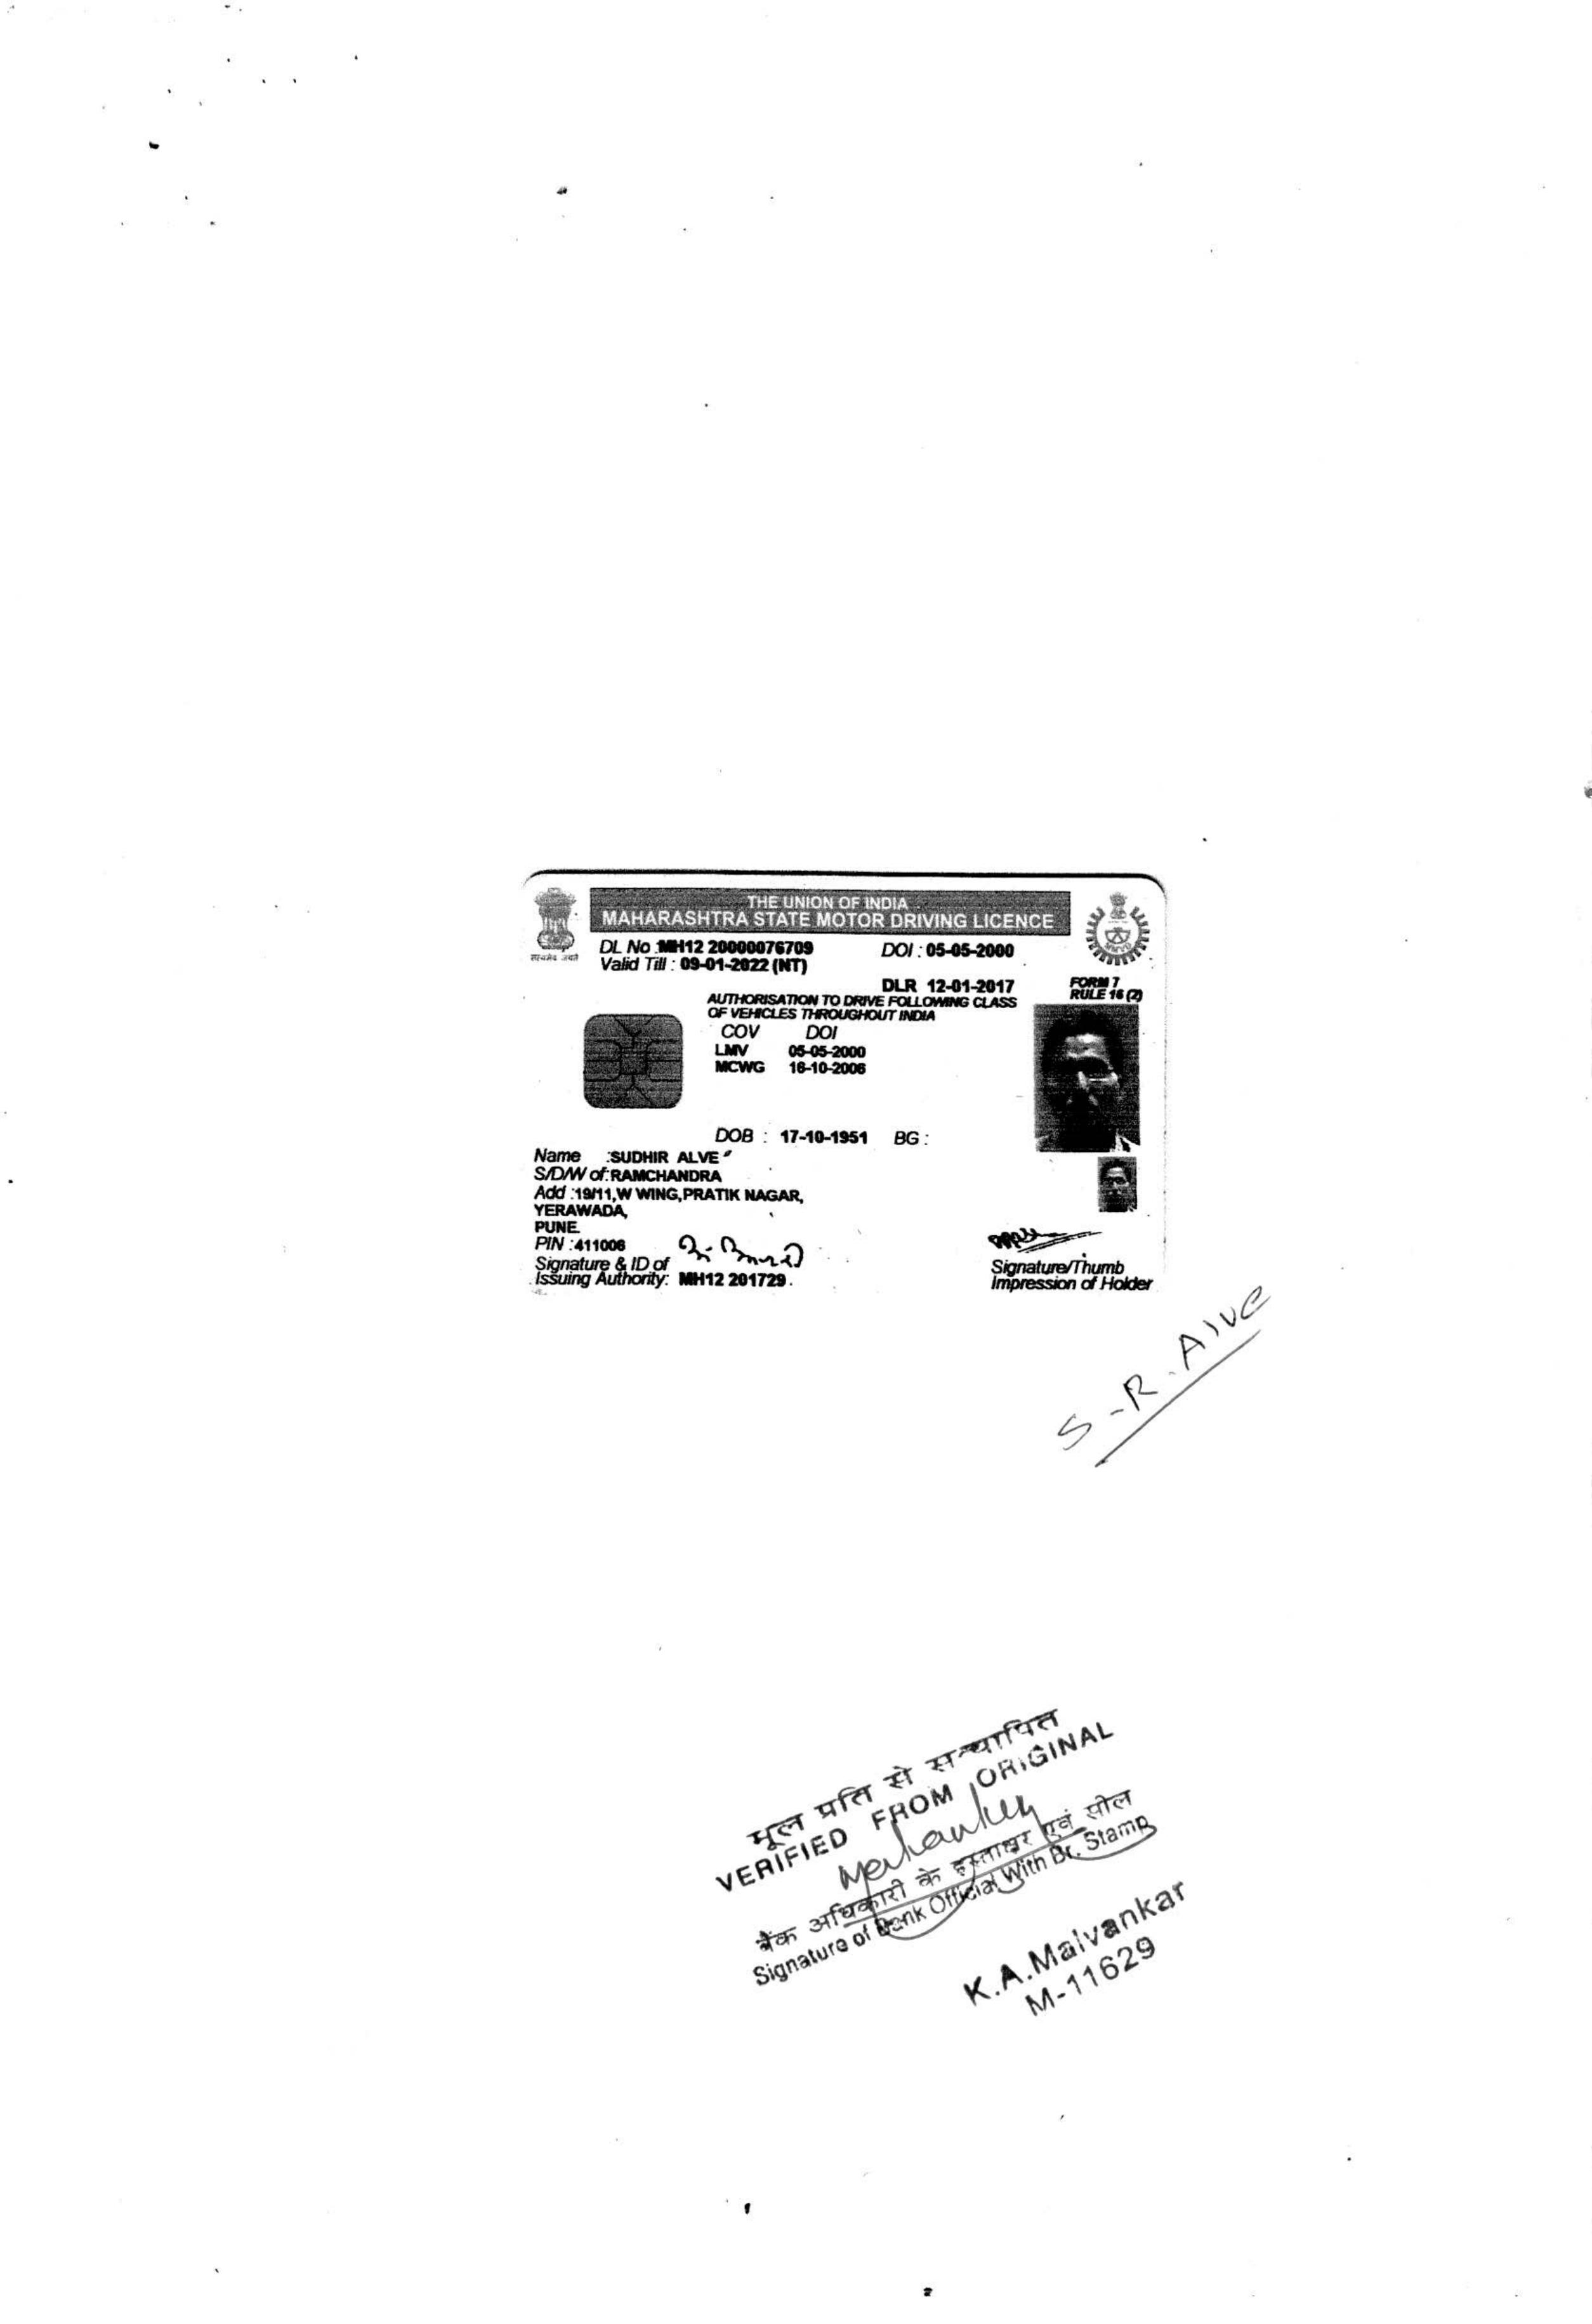 THE UNION OF INDIA
MAHARASHTRA STATE MOTOR DRIVING LICENCE
सत्यमेव जयते
MMVD
DL No :MH12 20000076709 DOI : 05-05-2000
Valid Till : 09-01-2022 (NT)
DLR 12-01-2017
FORM 7
RULE 16 (2)
AUTHORISATION TO DRIVE FOLLOWING CLASS
OF VEHICLES THROUGHOUT INDIA
COV DOI
LMV 05-05-2000
MCWG 16-10-2006
DOB : 17-10-1951 BG :
Name :SUDHIR ALVE
S/D/W of:RAMCHANDRA
Add :19/11,W WING,PRATIK NAGAR,
YERAWADA,
PUNE.
PIN :411006
Signature & ID of
Issuing Authority: MH12 201729
Signature/Thumb
Impression of Holder
S-R.Alve
मूल प्रति से सत्यापित
VERIFIED FROM ORIGINAL
बैंक अधिकारी के हस्ताक्षर एवं सील
Signature of Bank Official With Br. Stamp
K.A.Malvankar
M-11629